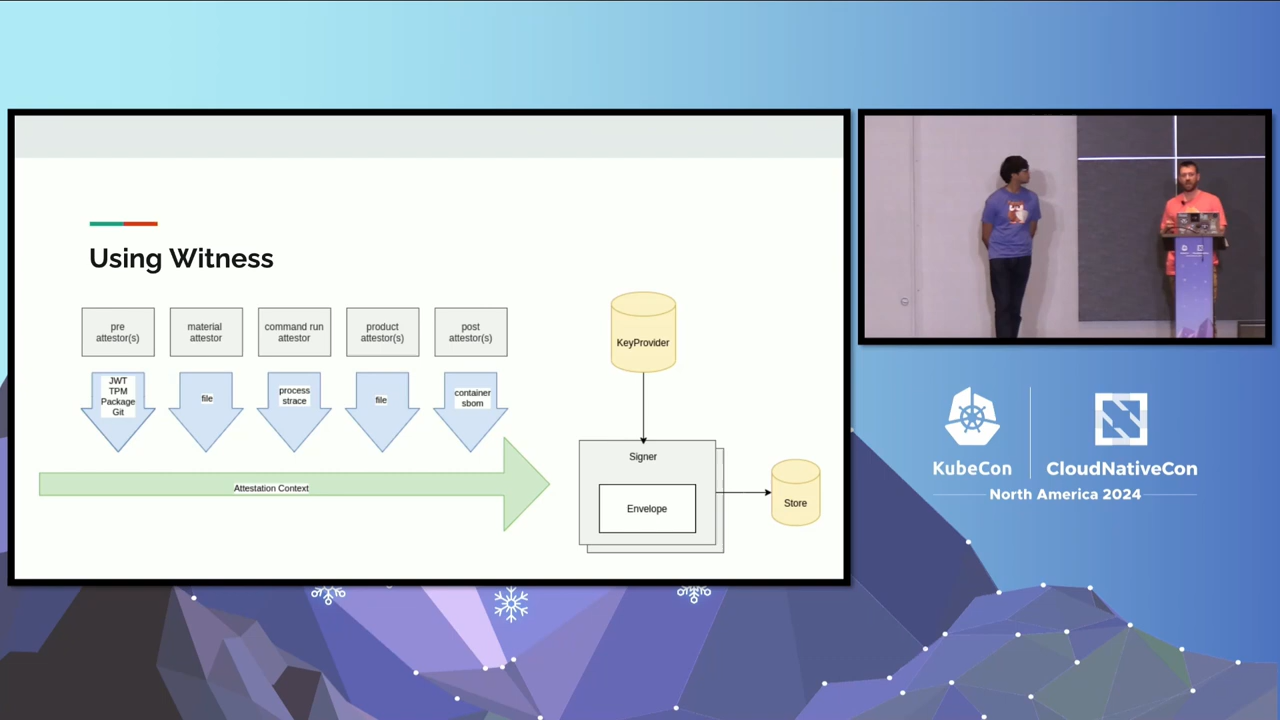 Using Witness
pre
attestor(s)
material
attestor
command run
attestor
product
attestor(s)
post
attestor(s)
JWT
TPM
Package
Git
file
process
strace
file
container
sbom
Attestation Context
KeyProvider
Signer
Envelope
Store
KubeCon
CloudNativeCon
North America 2024